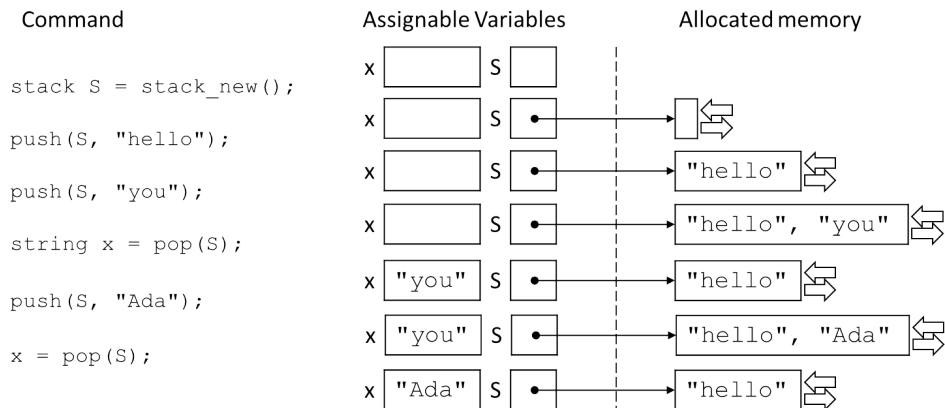 Command Assignable Variables Allocated memory
x S
stack S = stack_new();
x S
push(S, "hello");
x S "hello"
push(S, "you");
x S "hello", "you"
string x = pop(S);
x "you" S "hello"
push(S, "Ada");
x "you" S "hello", "Ada"
x = pop(S);
x "Ada" S "hello"